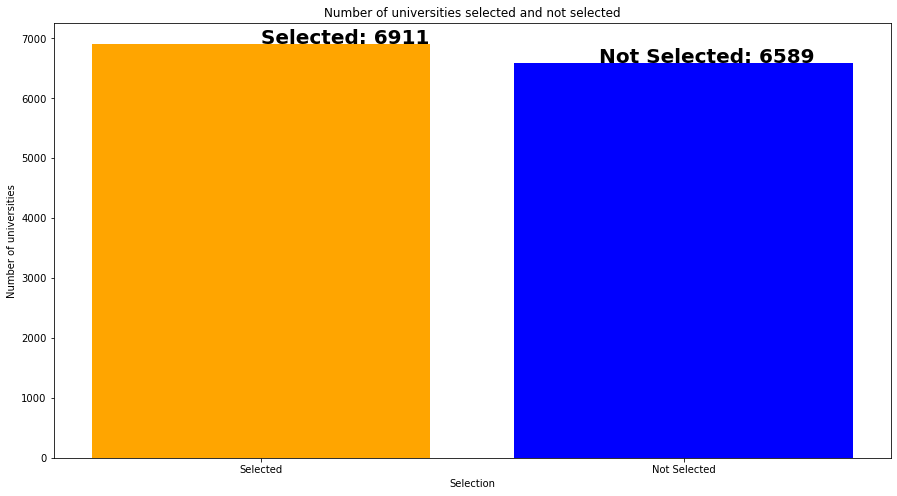 Number of universities selected and not selected
Selected: 6911
Not Selected: 6589
7000
6000
5000
4000
3000
2000
1000
0
Number of universities
Selected
Not Selected
Selection